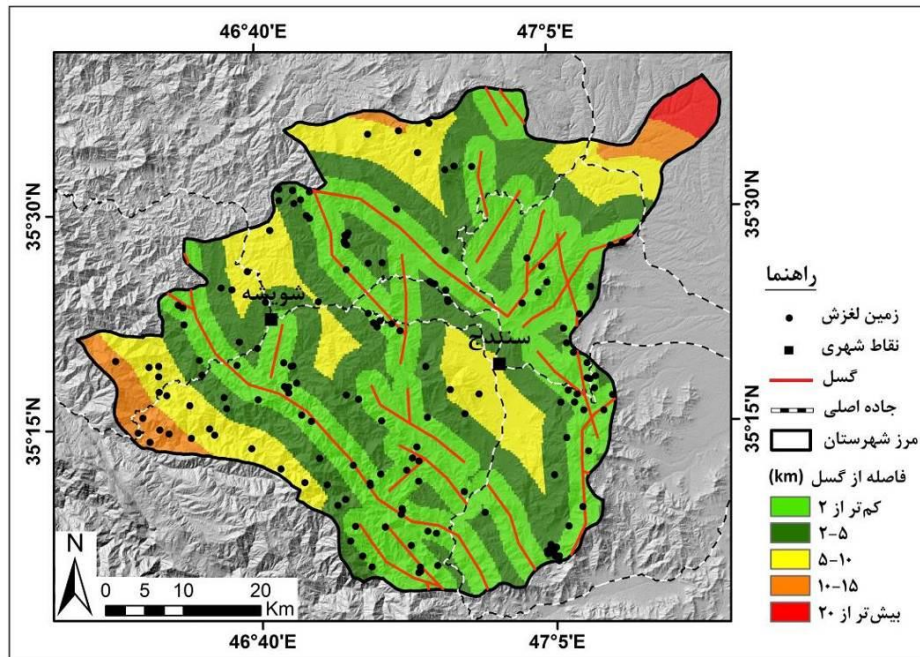 46°40'E
47°5'E
35°30'N
35°30'N
35°15'N
35°15'N
شویشه
سنندج
N
0 5 10 20
Km
46°40'E
47°5'E
راهنما
زمین لغزش
نقاط شهری
گسل
جاده اصلی
مرز شهرستان
فاصله از گسل (km)
کم‌تر از ۲
۲-۵
۵-۱۰
۱۰-۱۵
بیش‌تر از ۲۰